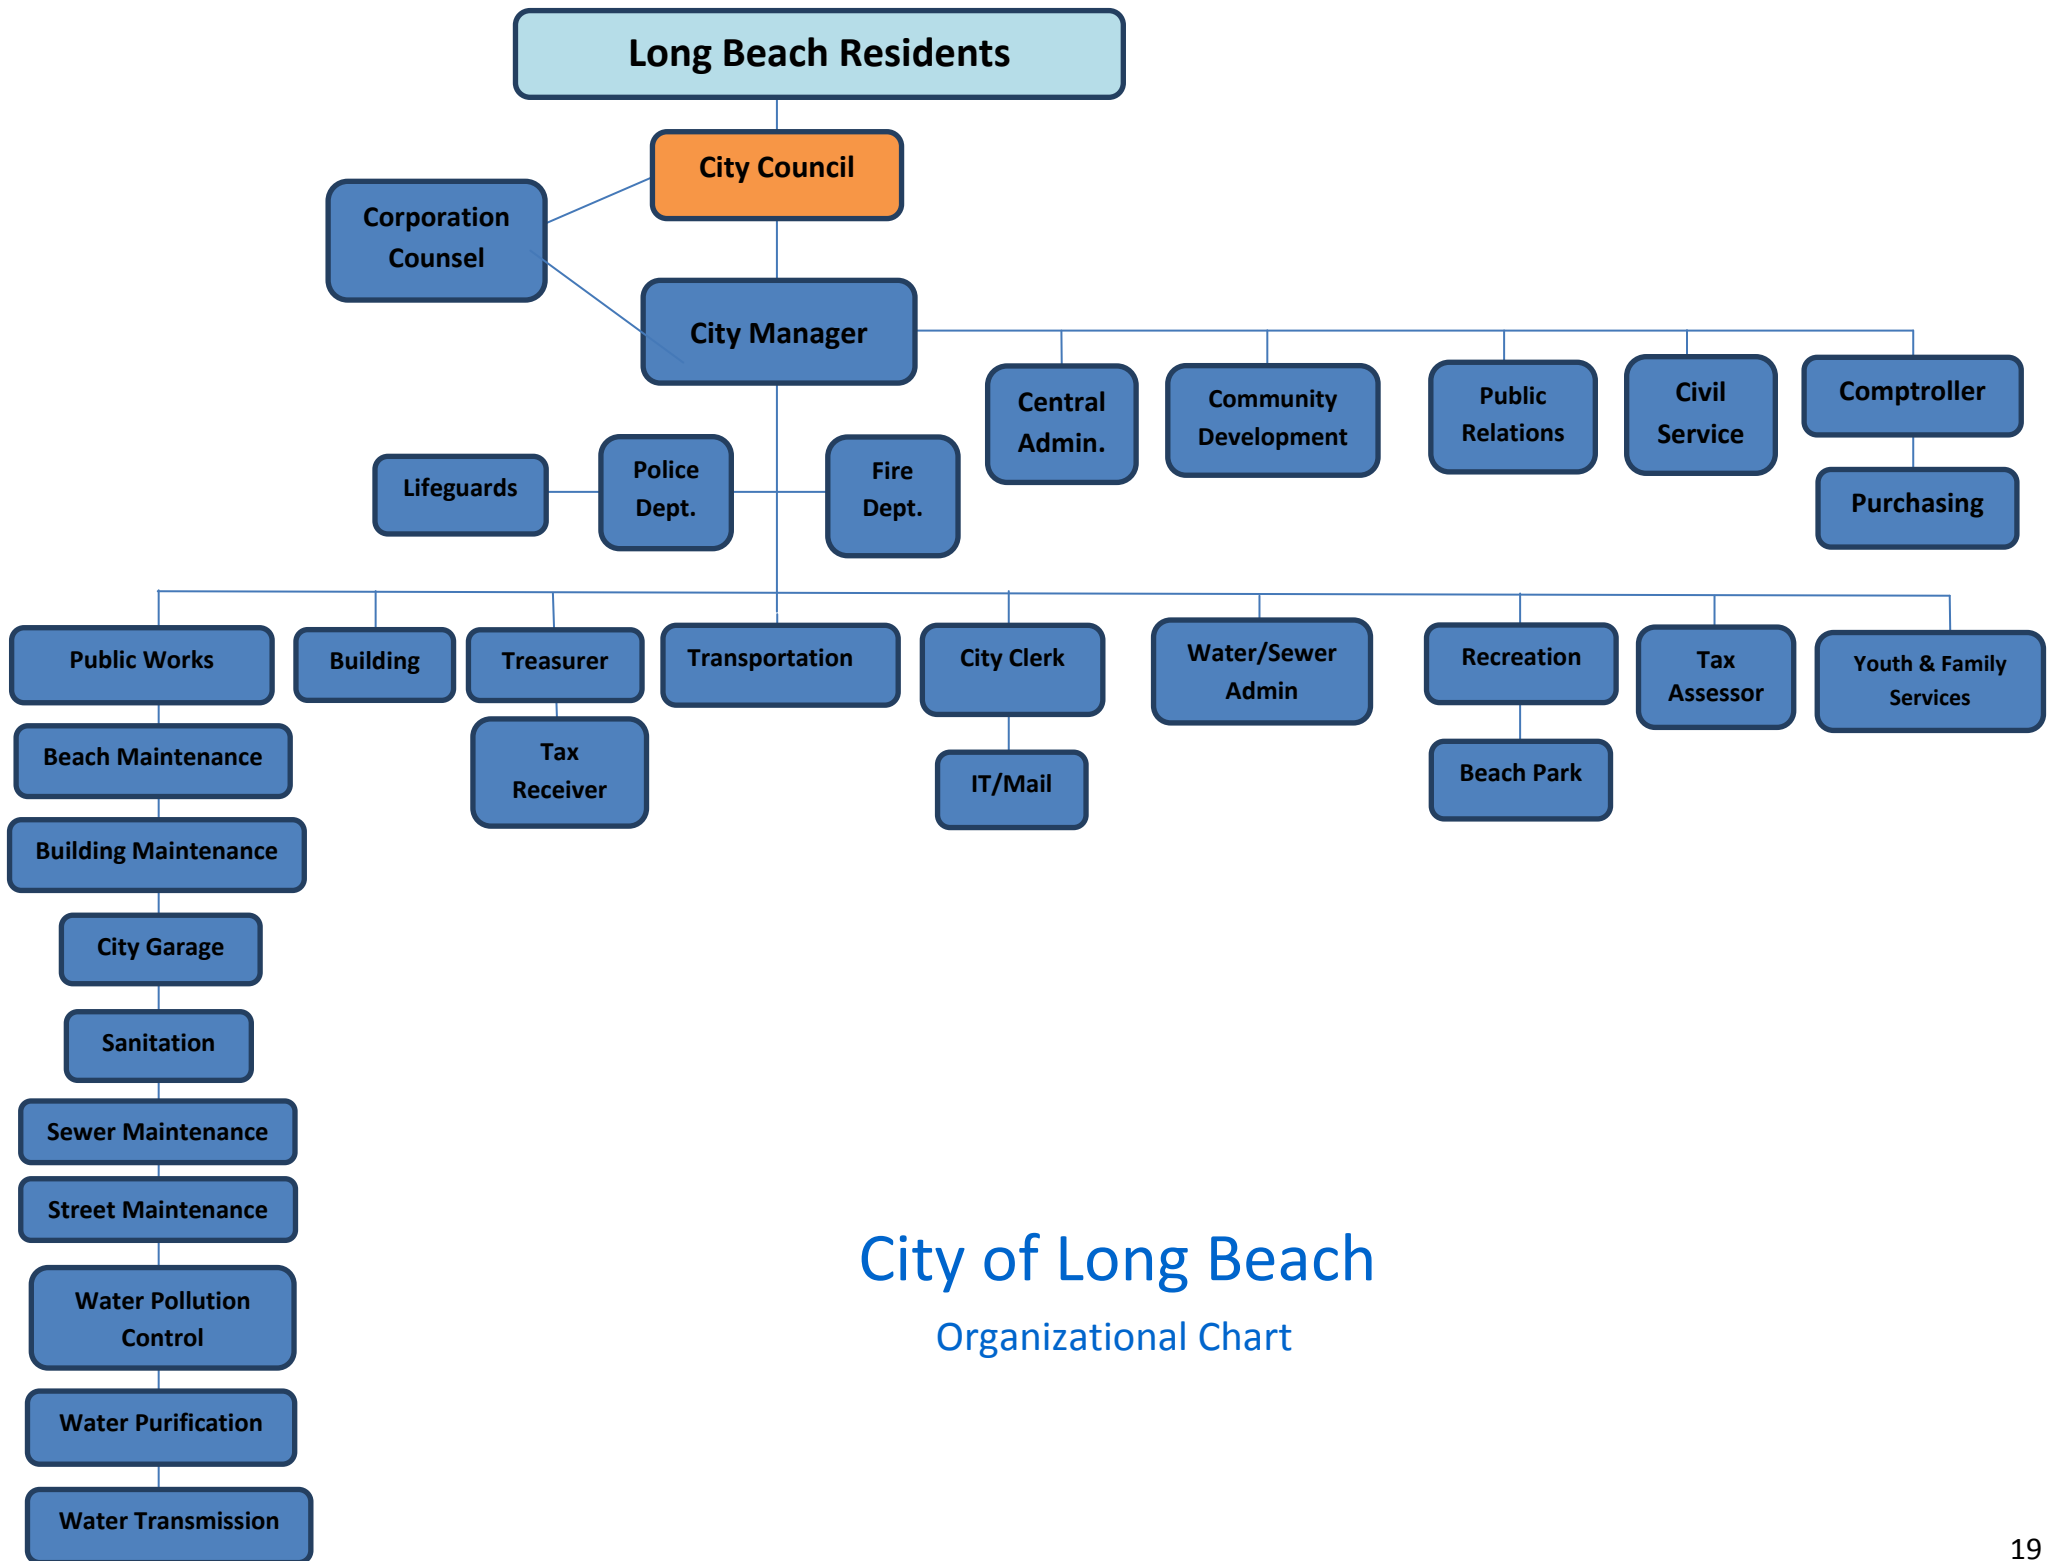 Long Beach Residents
City Council
Corporation
Counsel
City Manager
Central
Admin.
Community
Development
Public
Relations
Civil
Service
Comptroller
Purchasing
Lifeguards
Police
Dept.
Fire
Dept.
Public Works
Building
Treasurer
Transportation
City Clerk
Water/Sewer
Admin
Recreation
Tax
Assessor
Youth & Family
Services
Beach Maintenance
Tax
Receiver
IT/Mail
Beach Park
Building Maintenance
City Garage
Sanitation
Sewer Maintenance
Street Maintenance
Water Pollution
Control
Water Purification
Water Transmission
City of Long Beach
Organizational Chart
19